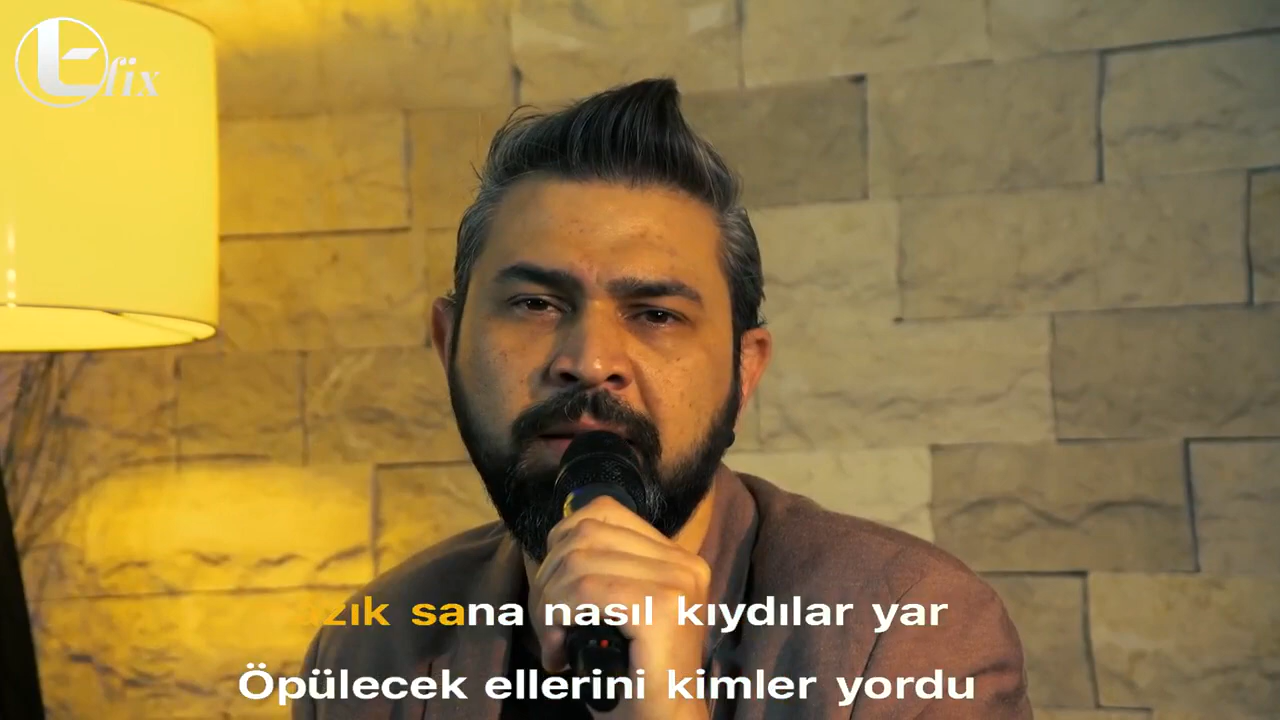 fix
sana nasıl kıydılar yar
Öpülecek ellerini kimler yordu